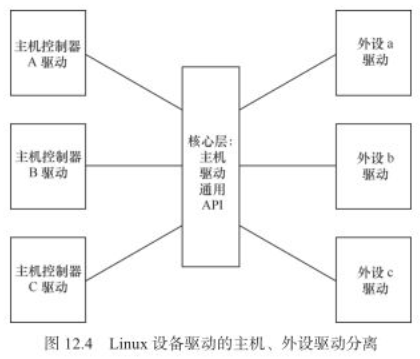 主机控制器
A 驱动
外设a
驱动
核心层：
主机
驱动
通用
API
主机控制器
B 驱动
外设b
驱动
主机控制器
C 驱动
外设c
驱动
图 12.4 Linux 设备驱动的主机、外设驱动分离